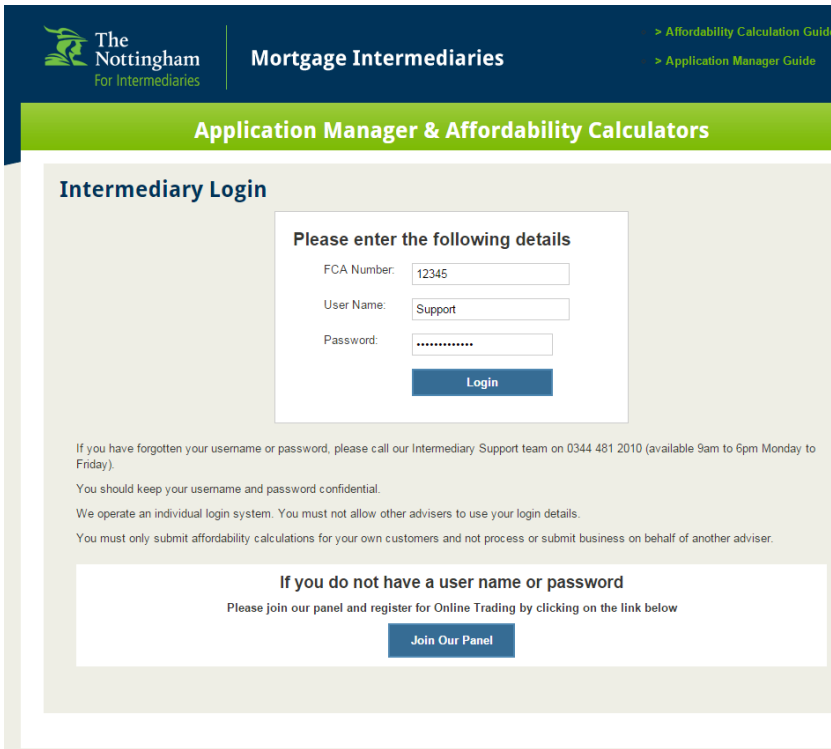 The
Nottingham
For Intermediaries
Mortgage Intermediaries
> Affordability Calculation Guide
> Application Manager Guide
Application Manager & Affordability Calculators
Intermediary Login
Please enter the following details
FCA Number: 12345
User Name: Support
Password: •••••••••••••
Login
If you have forgotten your username or password, please call our Intermediary Support team on 0344 481 2010 (available 9am to 6pm Monday to
Friday).
You should keep your username and password confidential.
We operate an individual login system. You must not allow other advisers to use your login details.
You must only submit affordability calculations for your own customers and not process or submit business on behalf of another adviser.
If you do not have a user name or password
Please join our panel and register for Online Trading by clicking on the link below
Join Our Panel